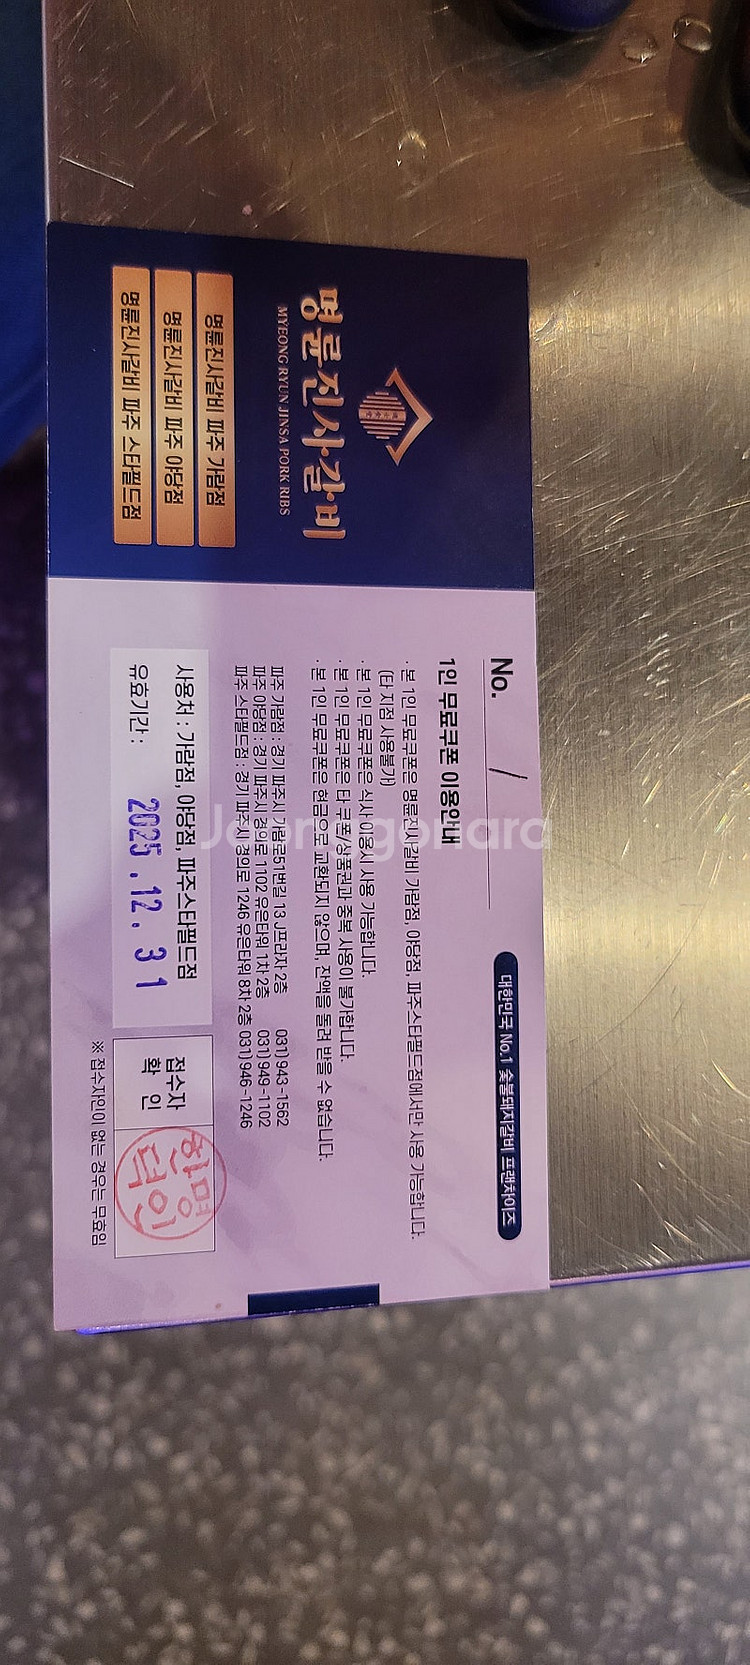 명륜진사갈비
MYEONG RYUN JINSA PORK RIBS
명륜진사갈비 파주 가람점
명륜진사갈비 파주 야당점
명륜진사갈비 파주 스타필드점
No.
대한민국 No.1 숯불돼지갈비 프랜차이즈
1인 무료쿠폰 이용안내
· 본 1인 무료쿠폰은 명륜진사갈비 가람점, 야당점, 파주스타필드점에서만 사용 가능합니다.
(타 지점 사용불가)
· 본 1인 무료쿠폰은 식사 이용시 사용 가능합니다.
· 본 1인 무료쿠폰은 타 쿠폰/상품권과 중복 사용이 불가합니다.
· 본 1인 무료쿠폰은 현금으로 교환되지 않으며, 잔액을 돌려 받을 수 없습니다.
파주 가람점 : 경기 파주시 가람로51번길 13 J프라자 2층 031) 943-1562
파주 야당점 : 경기 파주시 경의로 1102 유은타워 1차 2층 031) 949-1102
파주 스타필드점 : 경기 파주시 경의로 1246 유은타워 8차 2층 031) 946-1246
사용처 : 가람점, 야당점, 파주스타필드점
유효기간 : 2025.12.31
접수자
확 인
※ 접수자인이 없는 경우는 무효임
Joonggonara